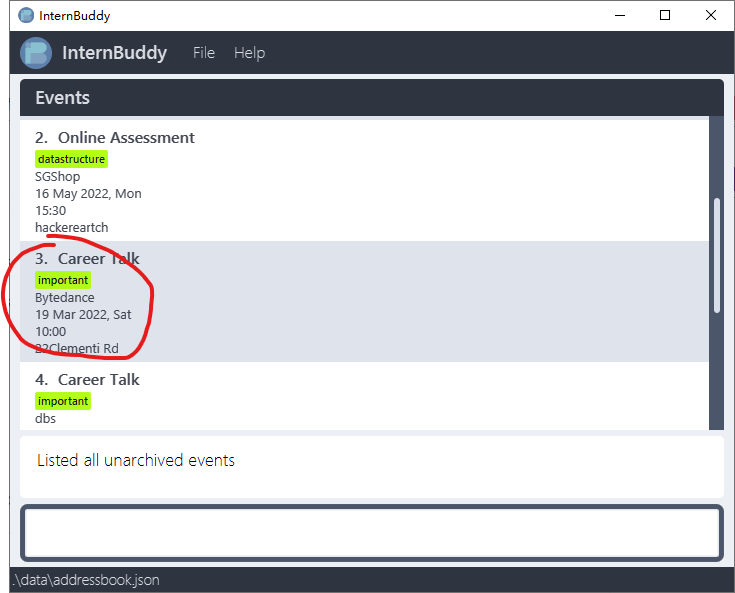 InternBuddy
InternBuddy File Help
Events
2. Online Assessment
datastructure
SGShop
16 May 2022, Mon
15:30
hackereartch
3. Career Talk
important
Bytedance
19 Mar 2022, Sat
10:00
22Clementi Rd
4. Career Talk
important
dbs
Listed all unarchived events
.\data\addressbook.json